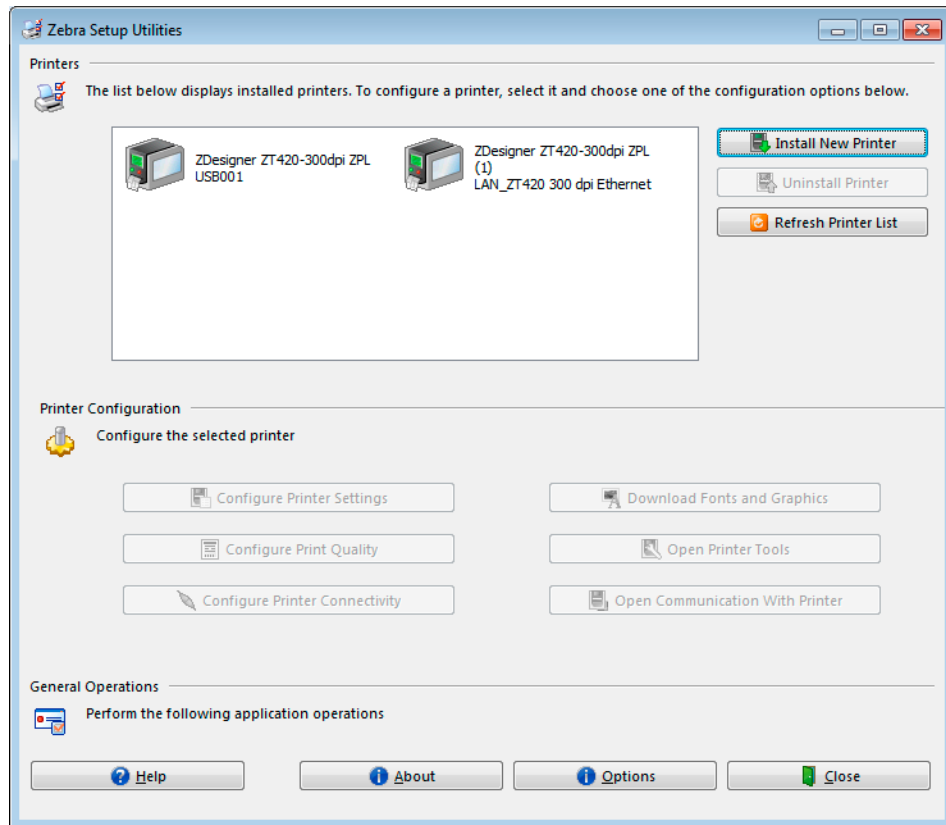 Zebra Setup Utilities
Printers
The list below displays installed printers. To configure a printer, select it and choose one of the configuration options below.
ZDesigner ZT420-300dpi ZPL
USB001
ZDesigner ZT420-300dpi ZPL
(1)
LAN_ZT420 300 dpi Ethernet
Install New Printer
Uninstall Printer
Refresh Printer List
Printer Configuration
Configure the selected printer
Configure Printer Settings
Download Fonts and Graphics
Configure Print Quality
Open Printer Tools
Configure Printer Connectivity
Open Communication With Printer
General Operations
Perform the following application operations
Help
About
Options
Close